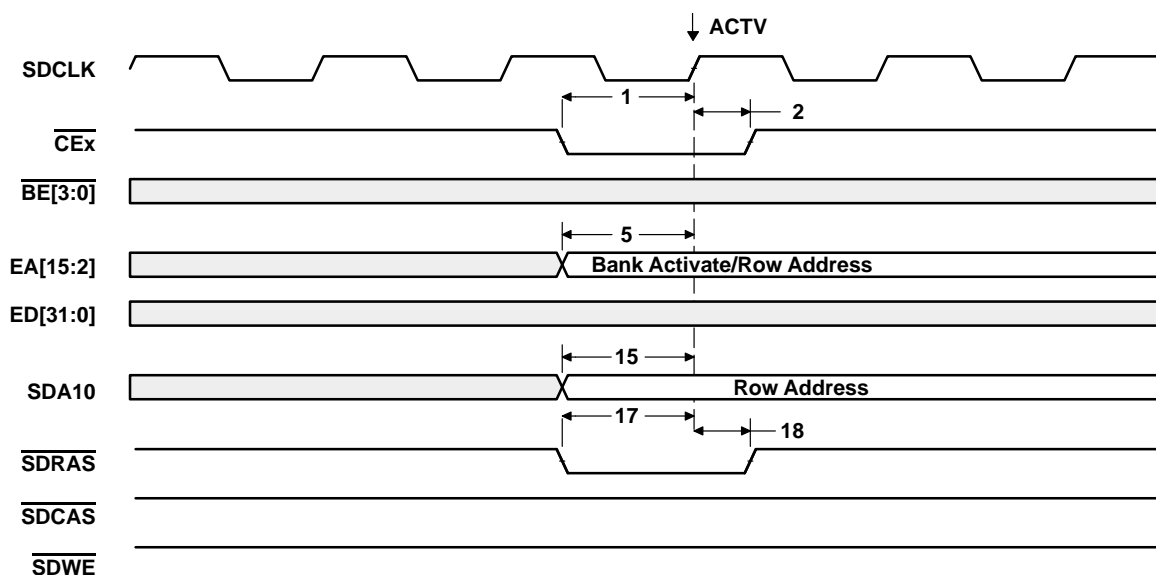 ACTV
SDCLK
1
2
CEx
BE[3:0]
5
EA[15:2]
Bank Activate/Row Address
ED[31:0]
15
SDA10
Row Address
17
18
SDRAS
SDCAS
SDWE